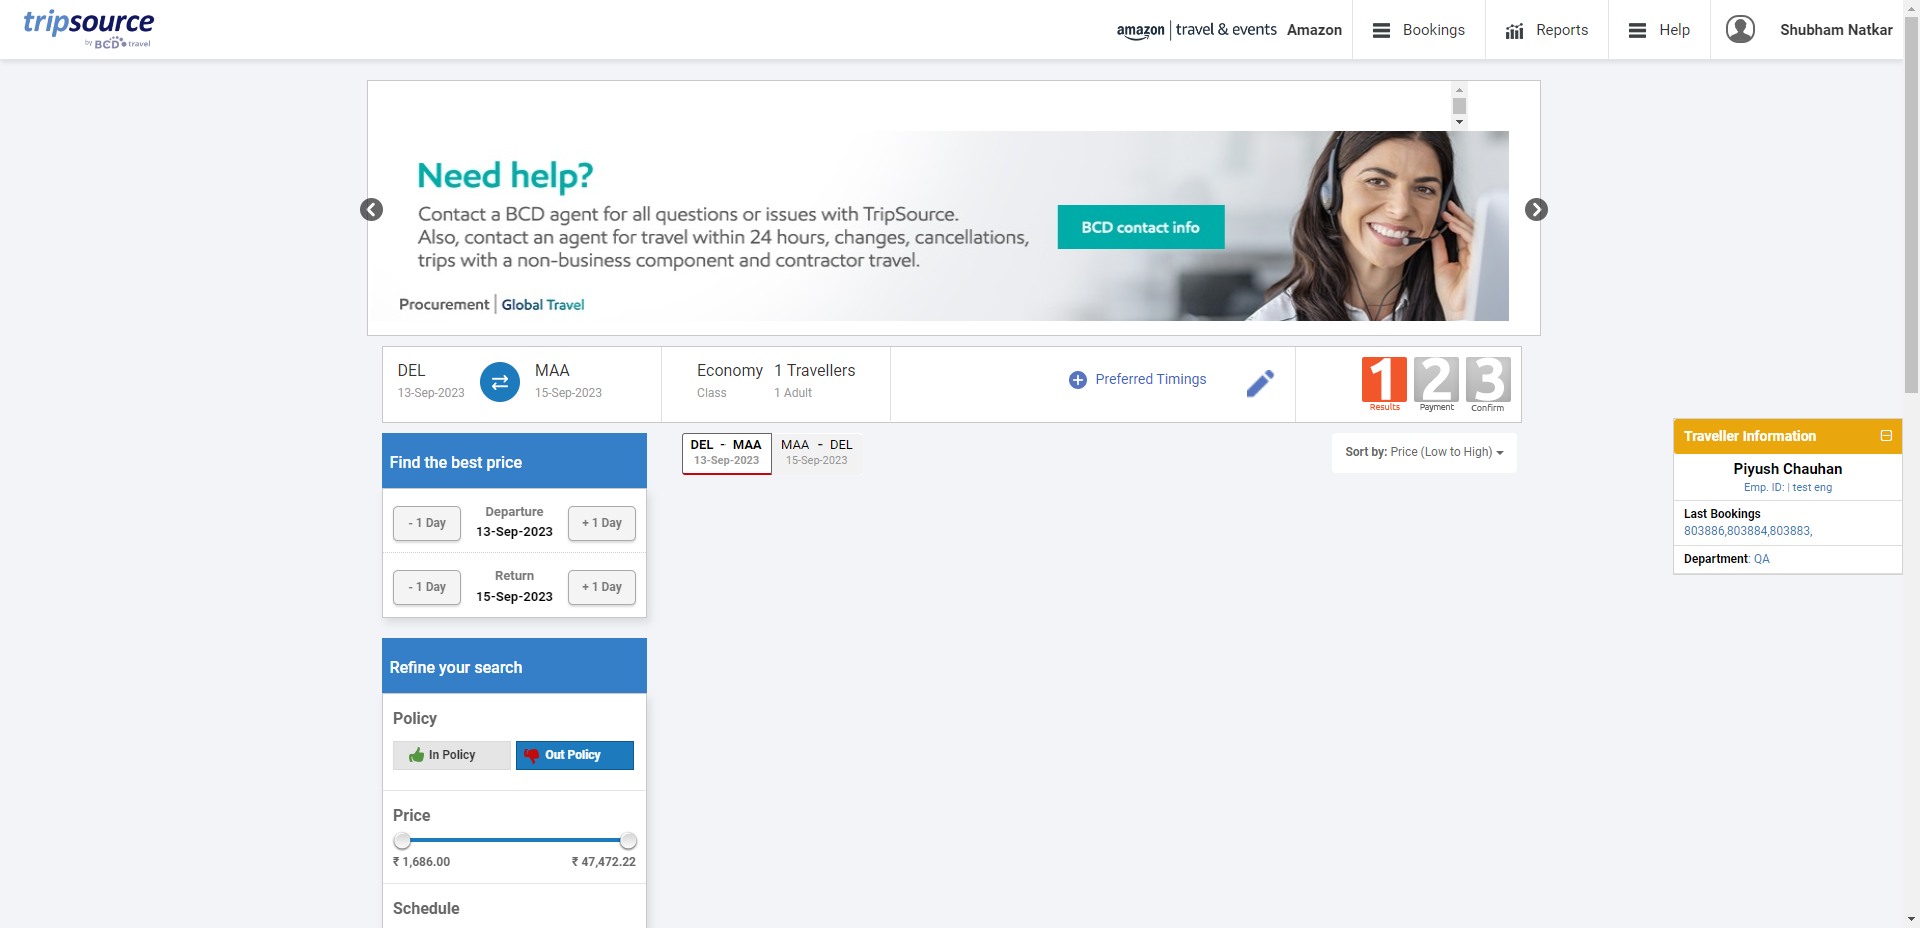 tripsource
by BCD travel
amazon | travel & events Amazon
Bookings
Reports
Help
Shubham Natkar
Need help?
Contact a BCD agent for all questions or issues with TripSource.
Also, contact an agent for travel within 24 hours, changes, cancellations,
trips with a non-business component and contractor travel.
BCD contact info
Procurement | Global Travel
DEL MAA
13-Sep-2023 15-Sep-2023
Economy 1 Travellers
Class 1 Adult
Preferred Timings
1 2 3
Results Payment Confirm
Find the best price
Departure
- 1 Day 13-Sep-2023 + 1 Day
Return
- 1 Day 15-Sep-2023 + 1 Day
Refine your search
Policy
In Policy Out Policy
Price
₹ 1,686.00 ₹ 47,472.22
Schedule
DEL - MAA MAA - DEL
13-Sep-2023 15-Sep-2023
Sort by: Price (Low to High)
Traveller Information
Piyush Chauhan
Emp. ID: | test eng
Last Bookings
803886,803884,803883,
Department: QA